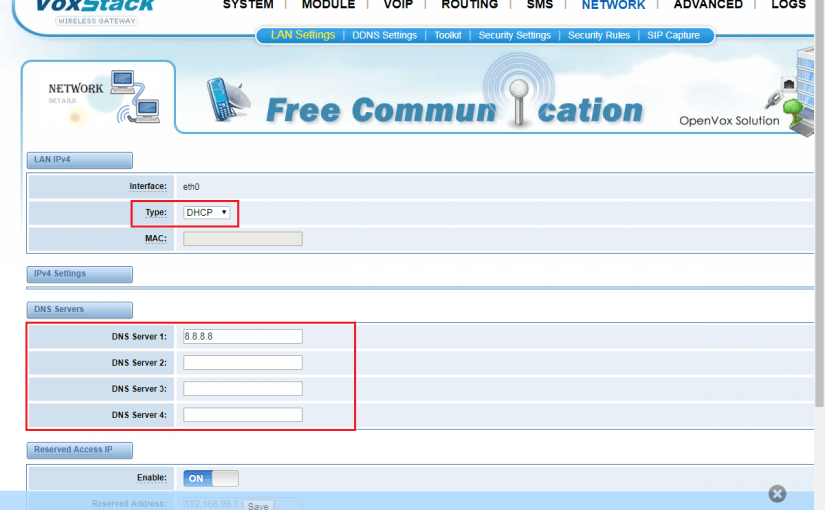 VoxStack
WIRELESS GATEWAY
SYSTEM | MODULE | VOIP | ROUTING | SMS | NETWORK | ADVANCED | LOGS
LAN Settings | DDNS Settings | Toolkit | Security Settings | Security Rules | SIP Capture
NETWORK
DETAILS
Free Communication
OpenVox Solution
LAN IPv4
Interface: eth0
Type: DHCP
MAC:
IPv4 Settings
DNS Servers
DNS Server 1: 8.8.8.8
DNS Server 2:
DNS Server 3:
DNS Server 4:
Reserved Access IP
Enable: ON
Reserved Address: 192.168.99.1 Save